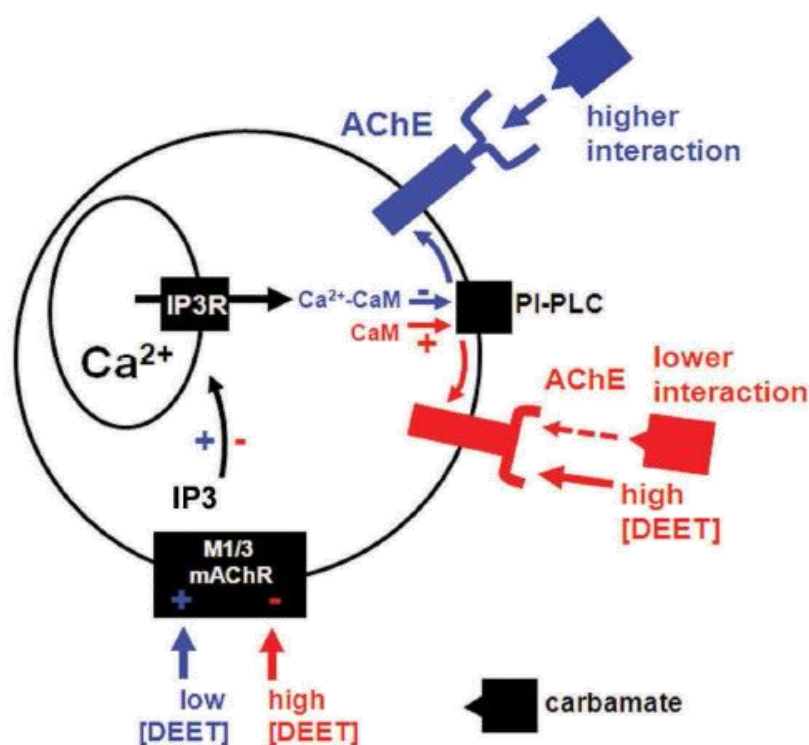 AChE
higher
interaction
IP3R
Ca²⁺-CaM
-
PI-PLC
CaM
+
Ca²⁺
lower
interaction
AChE
+ -
IP3
high
[DEET]
M1/3
mAChR
+ -
low
[DEET]
high
[DEET]
carbamate